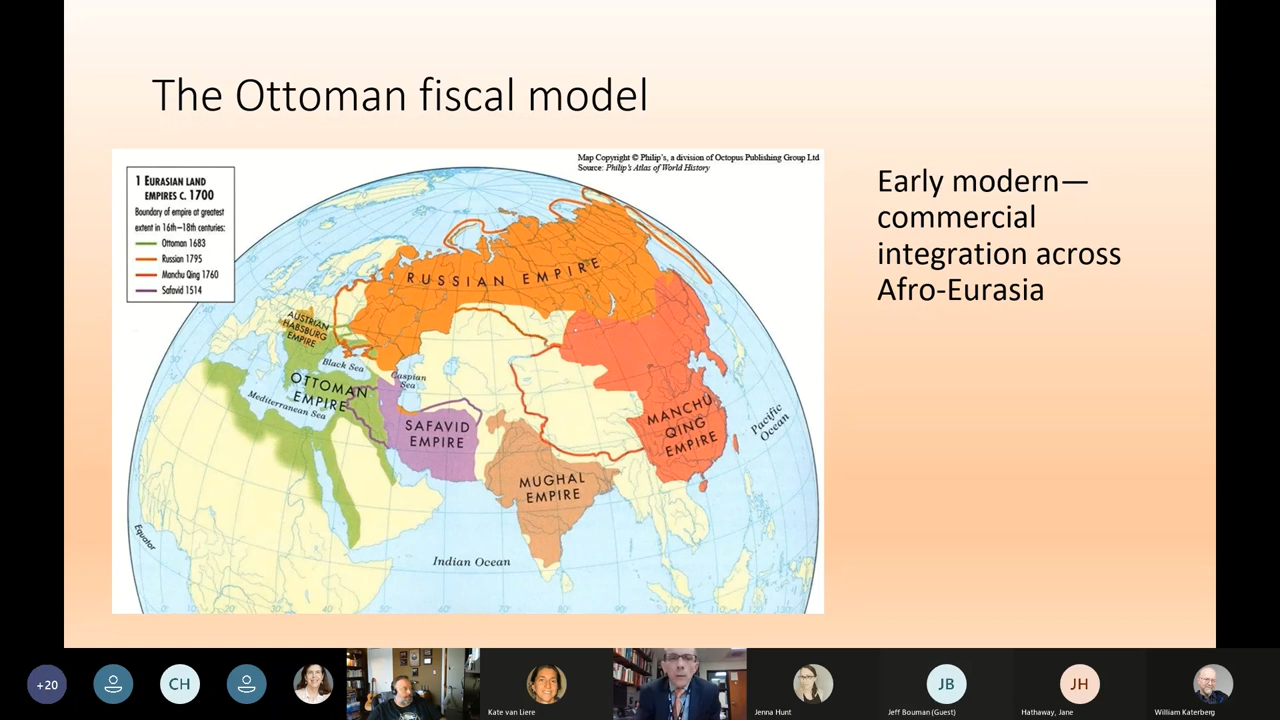 The Ottoman fiscal model
Map Copyright © Philip's, a division of Octopus Publishing Group Ltd
Source: Philip's Atlas of World History
1 EURASIAN LAND
EMPIRES C. 1700
Boundary of empire at greatest
extent in 16th–18th centuries:
Ottoman 1683
Russian 1795
Manchu Qing 1760
Safavid 1514
Early modern—
commercial
integration across
Afro-Eurasia
RUSSIAN EMPIRE
AUSTRIAN
HABSBURG
EMPIRE
Black Sea
Caspian
Sea
OTTOMAN
EMPIRE
Mediterranean Sea
SAFAVID
EMPIRE
MANCHU
QING
EMPIRE
Pacific
Ocean
MUGHAL
EMPIRE
Equator
Indian Ocean
+20
CH
Kate van Liere
Jenna Hunt
JB
Jeff Bouman (Guest)
JH
Hathaway, Jane
William Katerberg